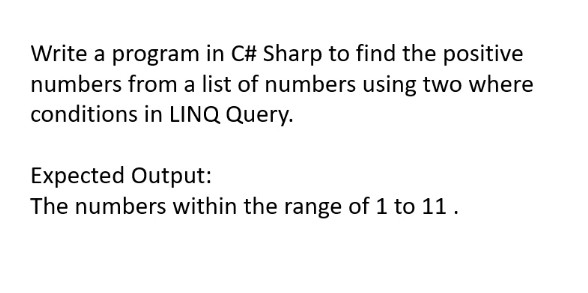 Write a program in C# Sharp to find the positive
numbers from a list of numbers using two where
conditions in LINQ Query.
Expected Output:
The numbers within the range of 1 to 11 .